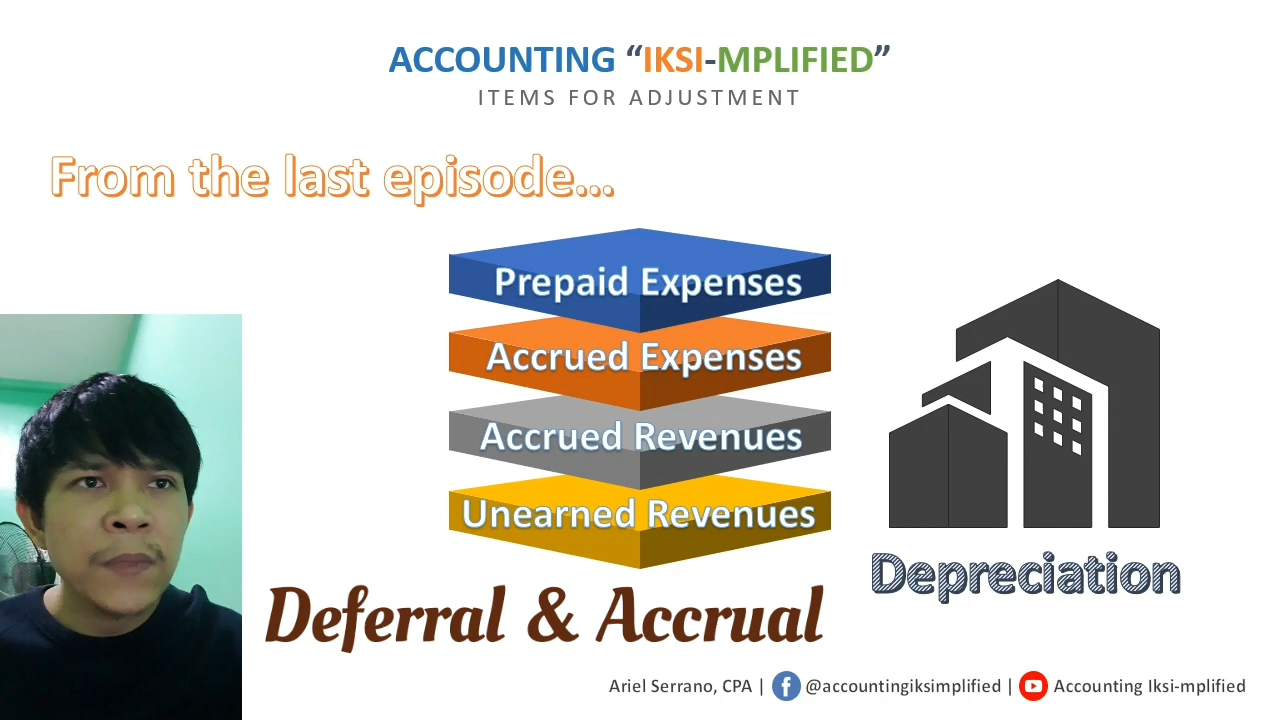 ACCOUNTING “IKSI-MPLIFIED”
ITEMS FOR ADJUSTMENT
From the last episode...
Prepaid Expenses
Accrued Expenses
Accrued Revenues
Unearned Revenues
Depreciation
Deferral & Accrual
Ariel Serrano, CPA | @accountingiksimplified | Accounting Iksi-mplified